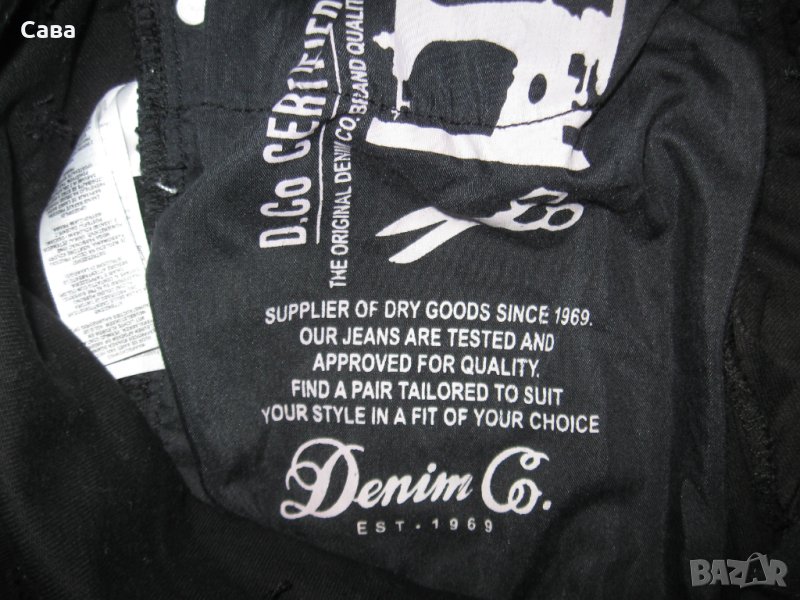 Caba
D.Co CERTIFIED
THE ORIGINAL DENIM CO. BRAND QUALITY
SUPPLIER OF DRY GOODS SINCE 1969.
OUR JEANS ARE TESTED AND
APPROVED FOR QUALITY.
FIND A PAIR TAILORED TO SUIT
YOUR STYLE IN A FIT OF YOUR CHOICE
Denim Co.
EST - 1969
BAZAR